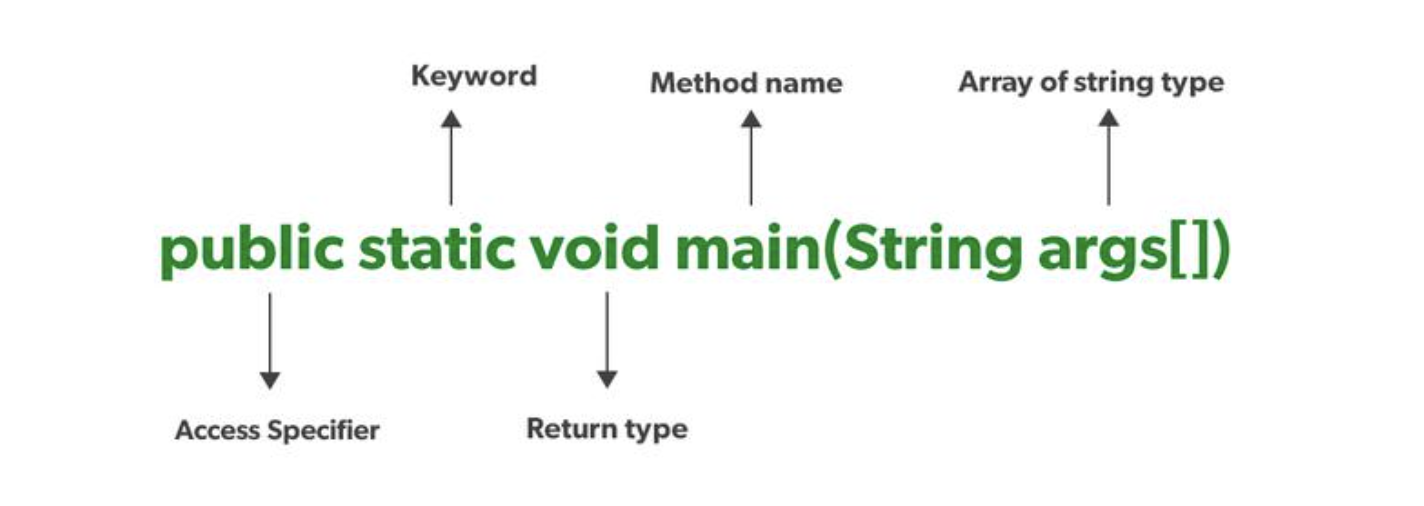 Keyword
Method name
Array of string type
public static void main(String args[])
Access Specifier
Return type